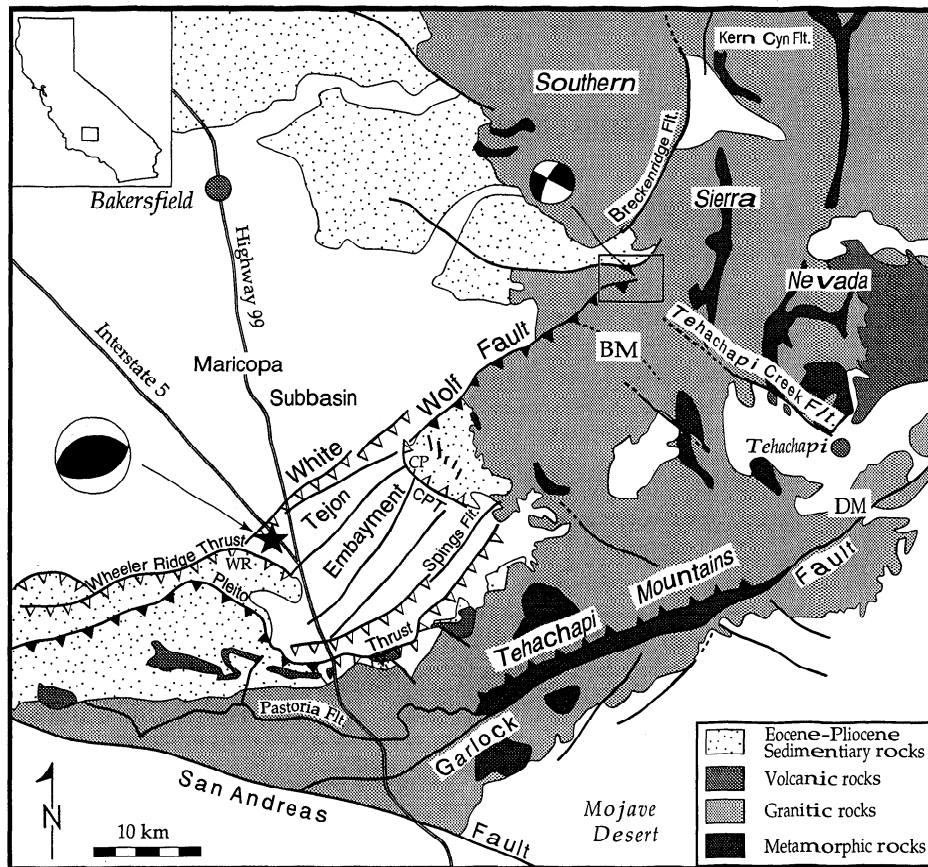 Kern Cyn Flt.
Southern
Breckenridge Flt.
Sierra
Nevada
Bakersfield
Highway 99
Interstate 5
Maricopa
Subbasin
White Wolf Fault
BM
Tehachapi Creek Flt.
Tehachapi
DM
CP
CPT
Tejon
Embayment
Spings Flt.
Wheeler Ridge Thrust
WR
Pleito
Thrust
Tehachapi
Mountains
Garlock
Fault
Pastoria Flt.
San Andreas
Fault
Mojave
Desert
N
10 km
Eocene-Pliocene
Sedimentary rocks
Volcanic rocks
Granitic rocks
Metamorphic rocks